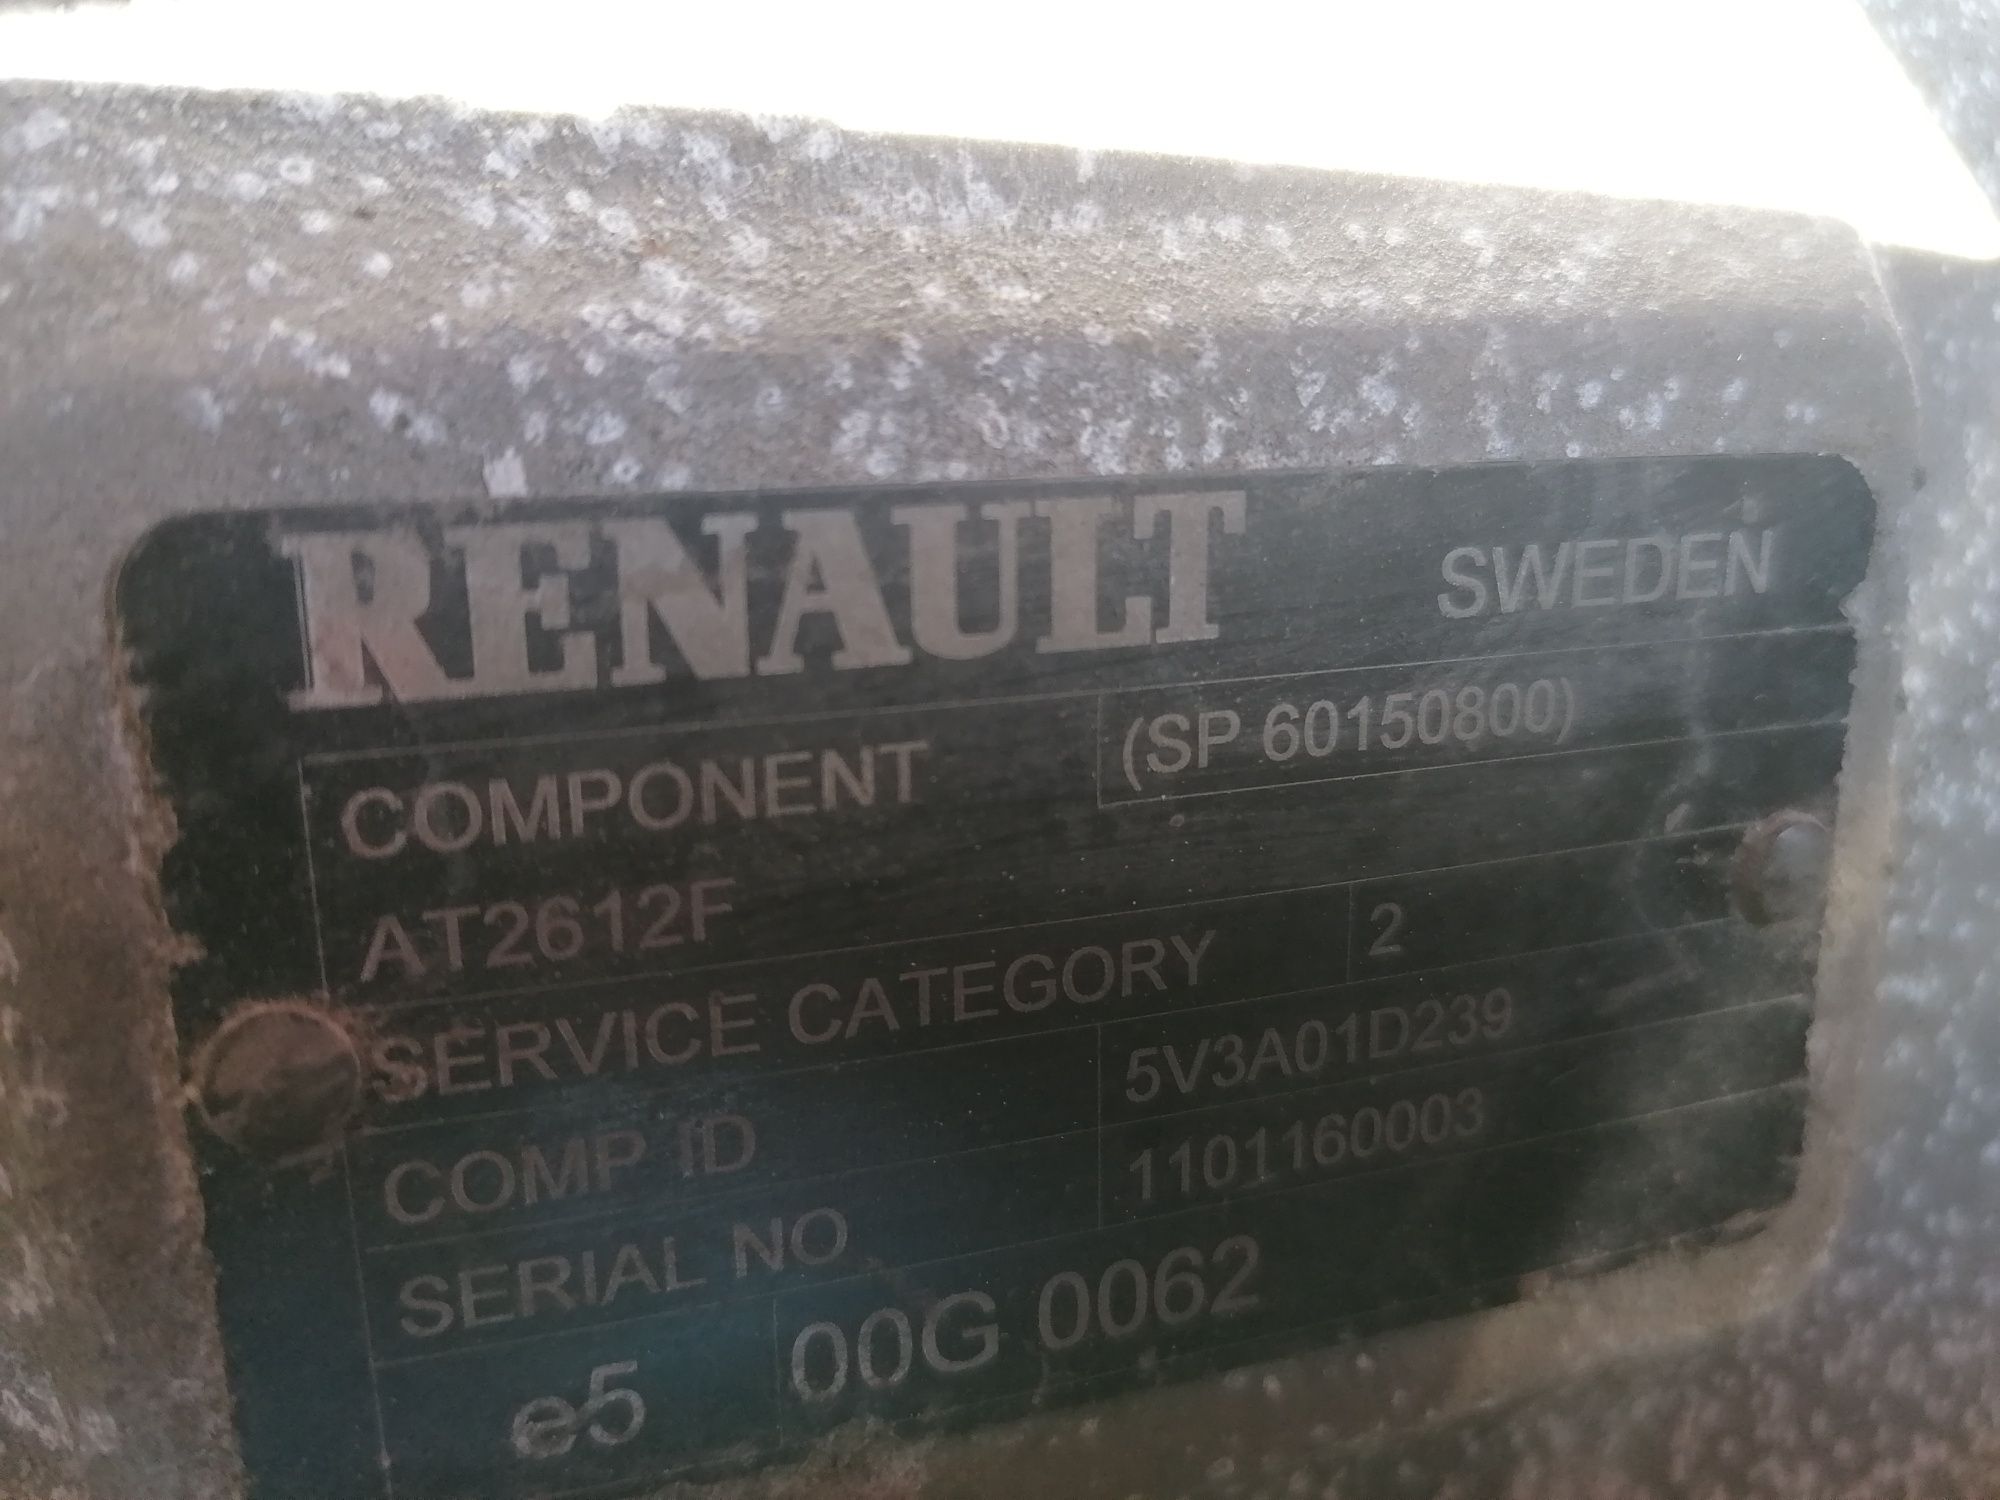 RENAULT SWEDEN
COMPONENT (SP 60150800)
AT2612F
SERVICE CATEGORY 2
COMP ID 5V3A01D239
SERIAL NO 1101160003
e5 00G 0062